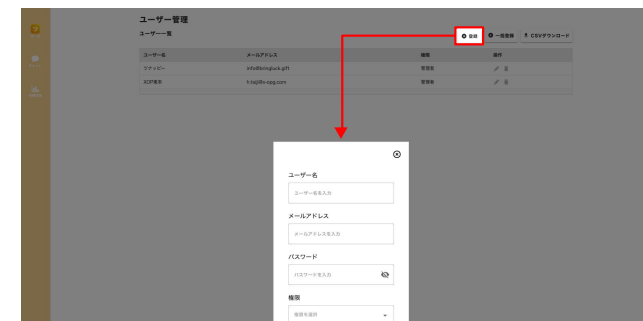 ユーザー管理
ユーザー一覧
登録 一括登録 CSVダウンロード
ユーザー名 メールアドレス 権限 操作
管理者
管理者
ユーザー名
ユーザー名を入力
メールアドレス
メールアドレスを入力
パスワード
パスワードを入力
権限
権限を選択